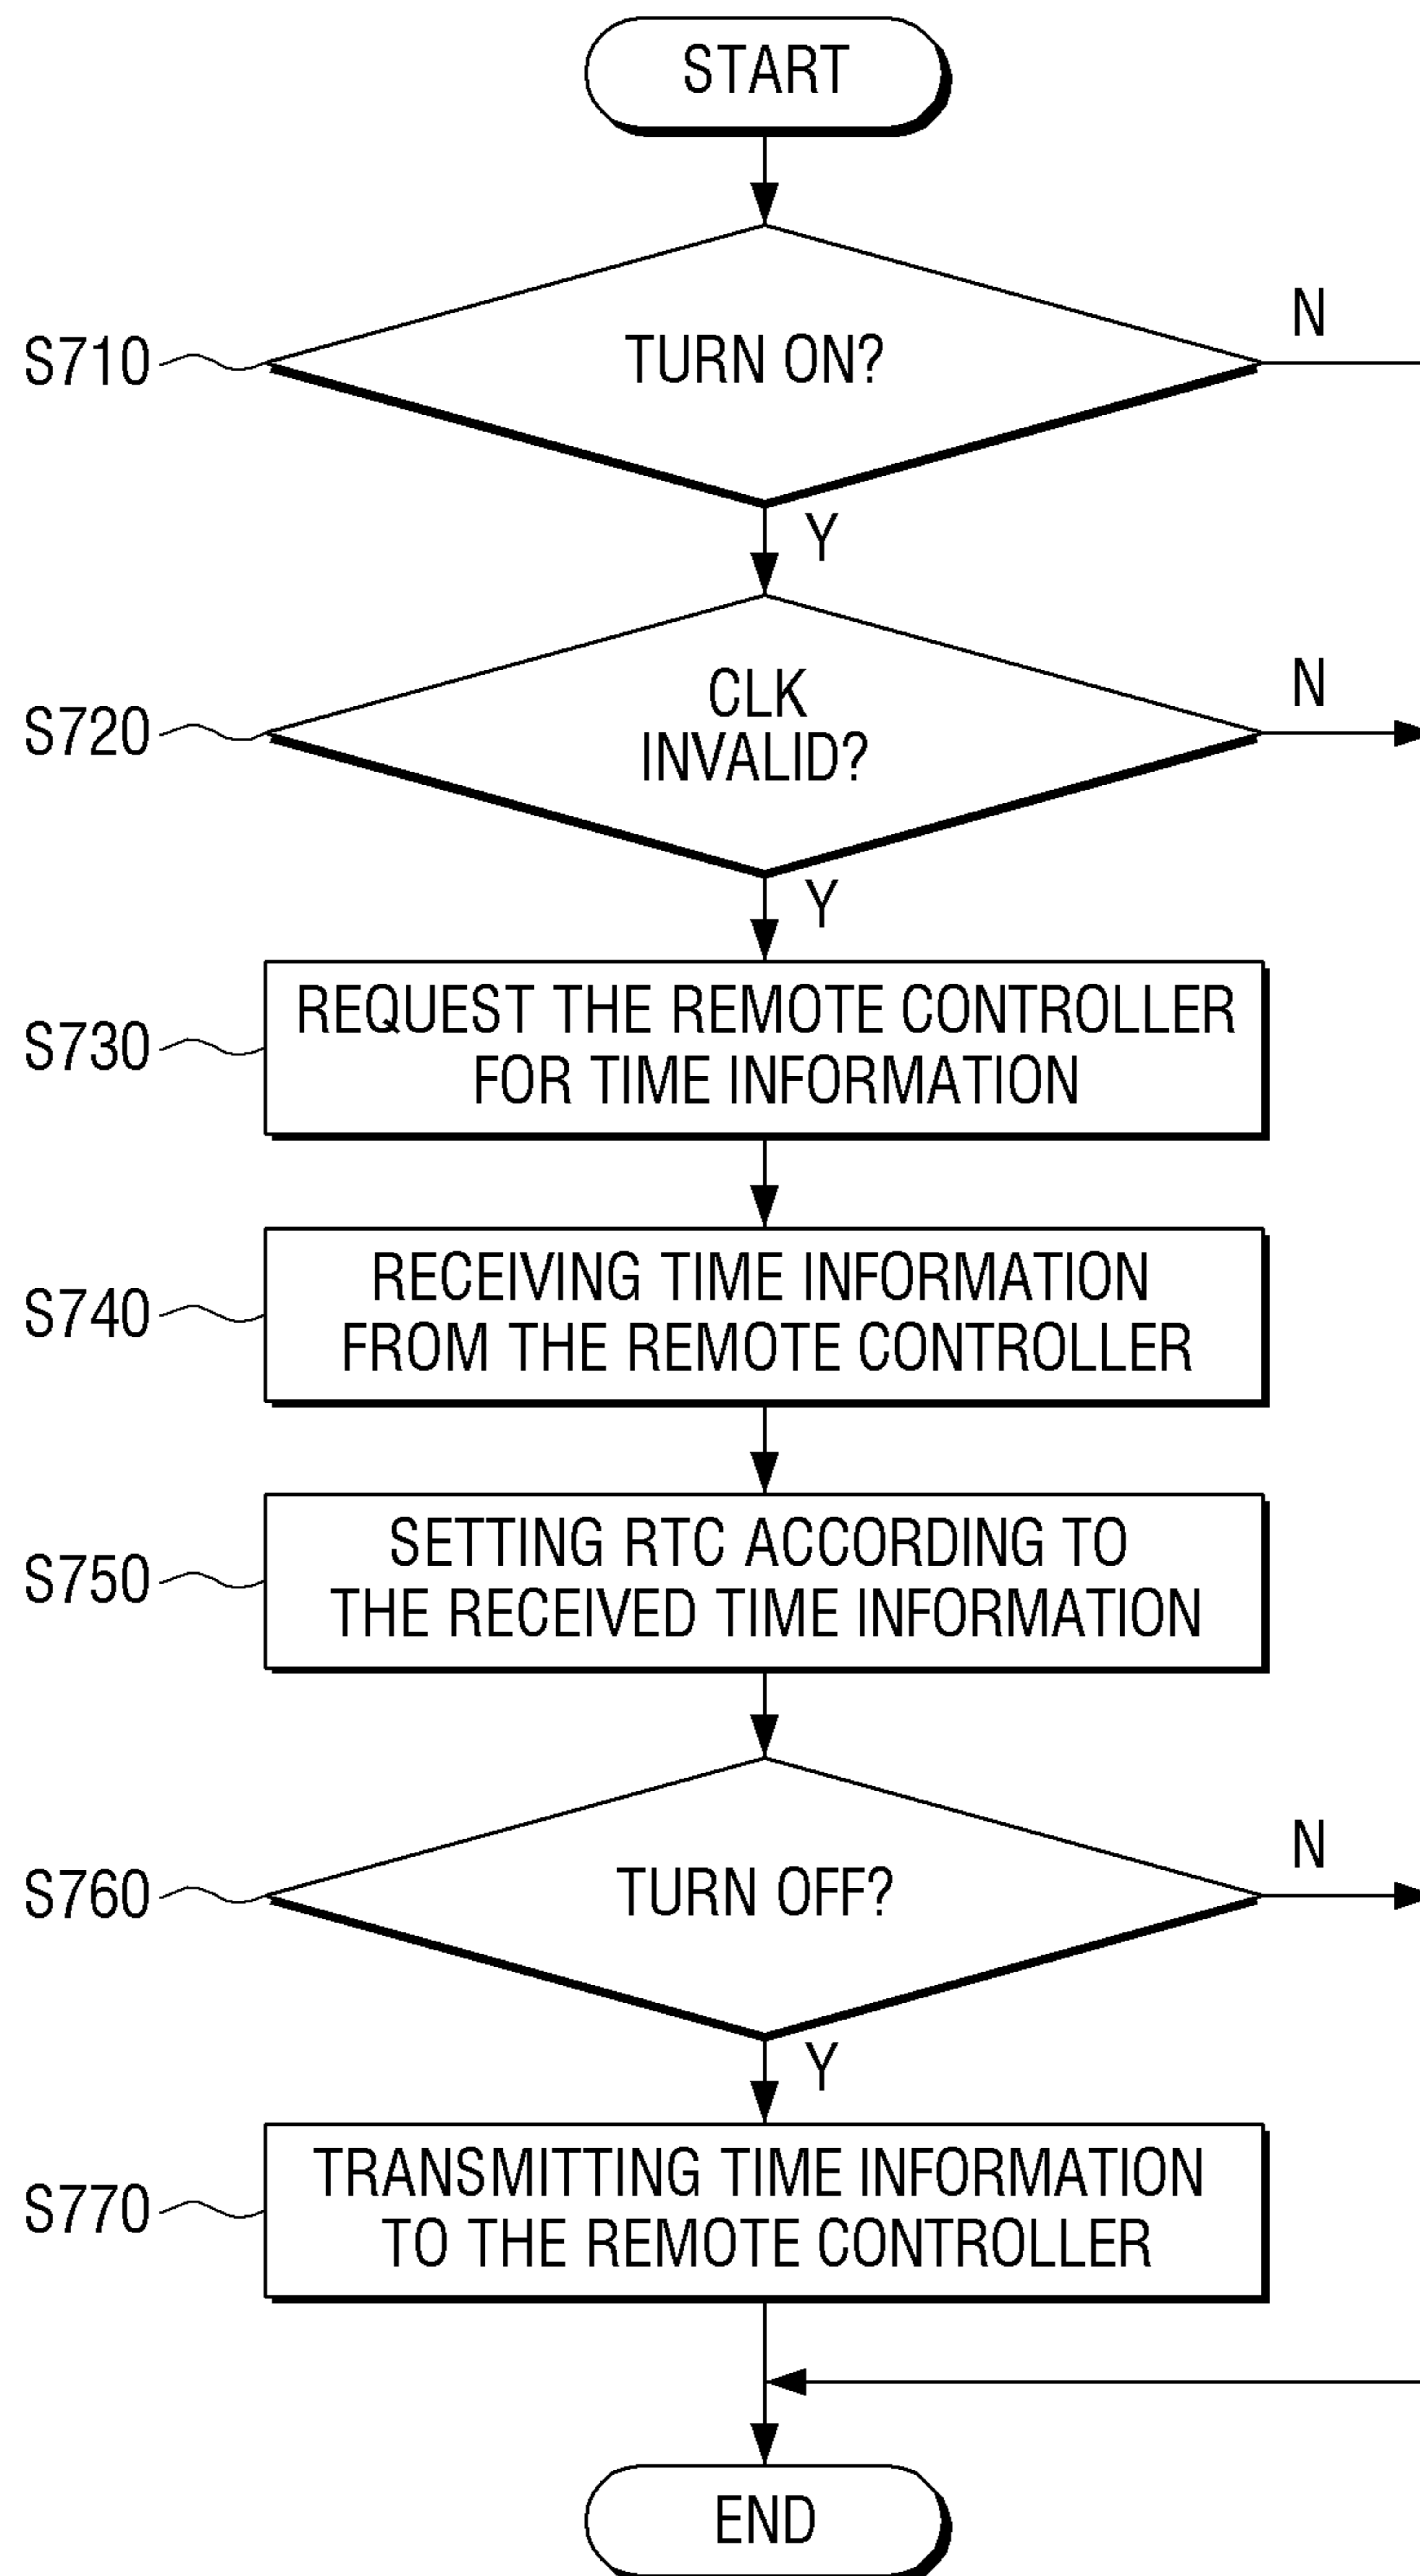 START
S710
TURN ON?
N
Y
S720
CLK
INVALID?
N
Y
S730
REQUEST THE REMOTE CONTROLLER
FOR TIME INFORMATION
S740
RECEIVING TIME INFORMATION
FROM THE REMOTE CONTROLLER
S750
SETTING RTC ACCORDING TO
THE RECEIVED TIME INFORMATION
S760
TURN OFF?
N
Y
S770
TRANSMITTING TIME INFORMATION
TO THE REMOTE CONTROLLER
END